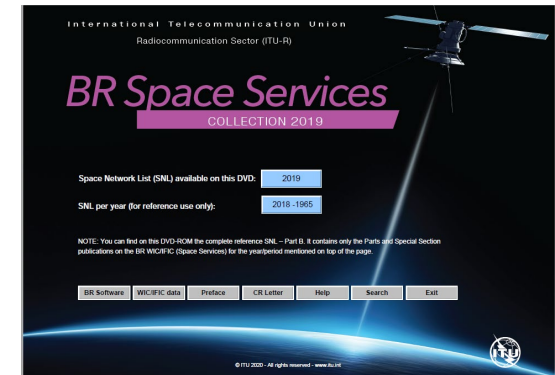 International Telecommunication Union
Radiocommunication Sector (ITU-R)
BR Space Services
COLLECTION 2019
Space Network List (SNL) available on this DVD: 2019
SNL per year (for reference use only): 2018 -1965
NOTE: You can find on this DVD-ROM the complete reference SNL – Part B. It contains only the Parts and Special Section
publications on the BR WIC/IFIC (Space Services) for the year/period mentioned on top of the page.
BR Software WIC/IFIC data Preface CR Letter Help Search Exit
ITU
© ITU 2020 - All rights reserved - www.itu.int